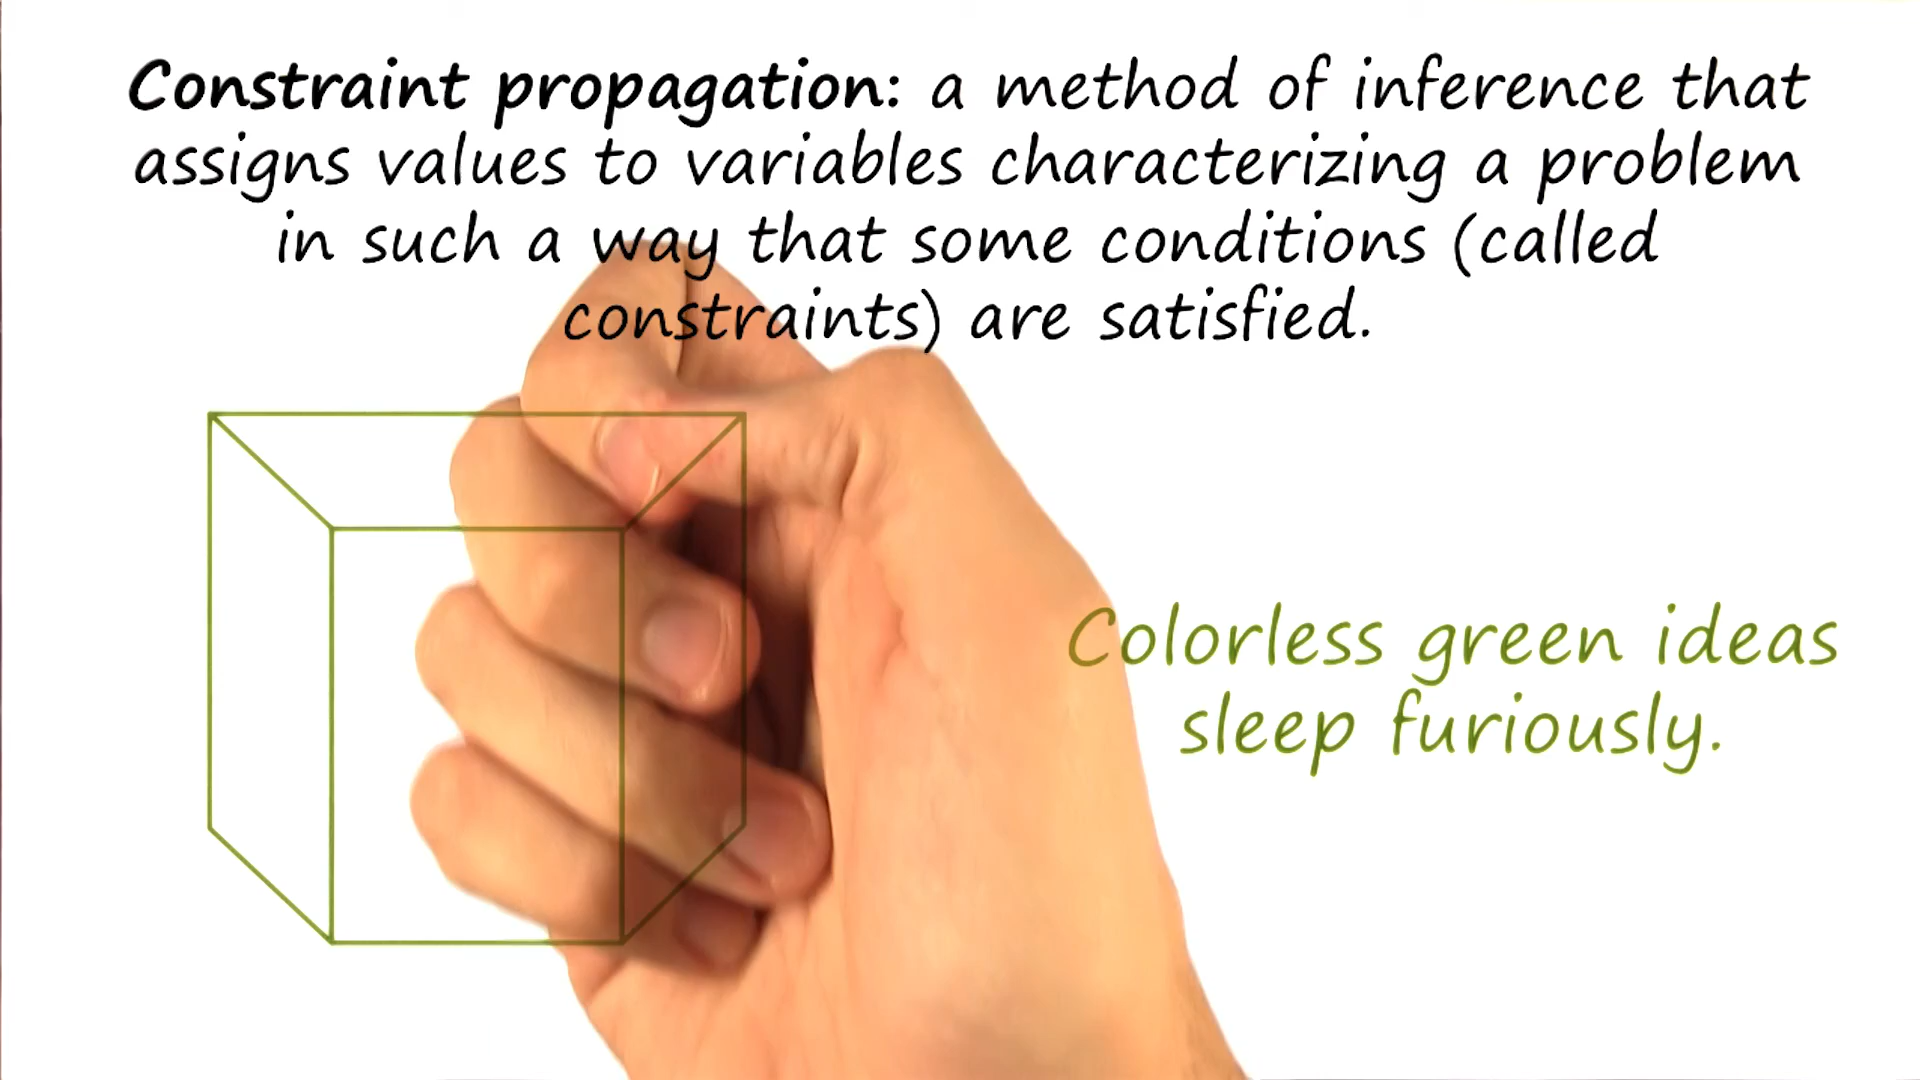 Constraint propagation: a method of inference that
assigns values to variables characterizing a problem
in such a way that some conditions (called
constraints) are satisfied.
Colorless green ideas
sleep furiously.